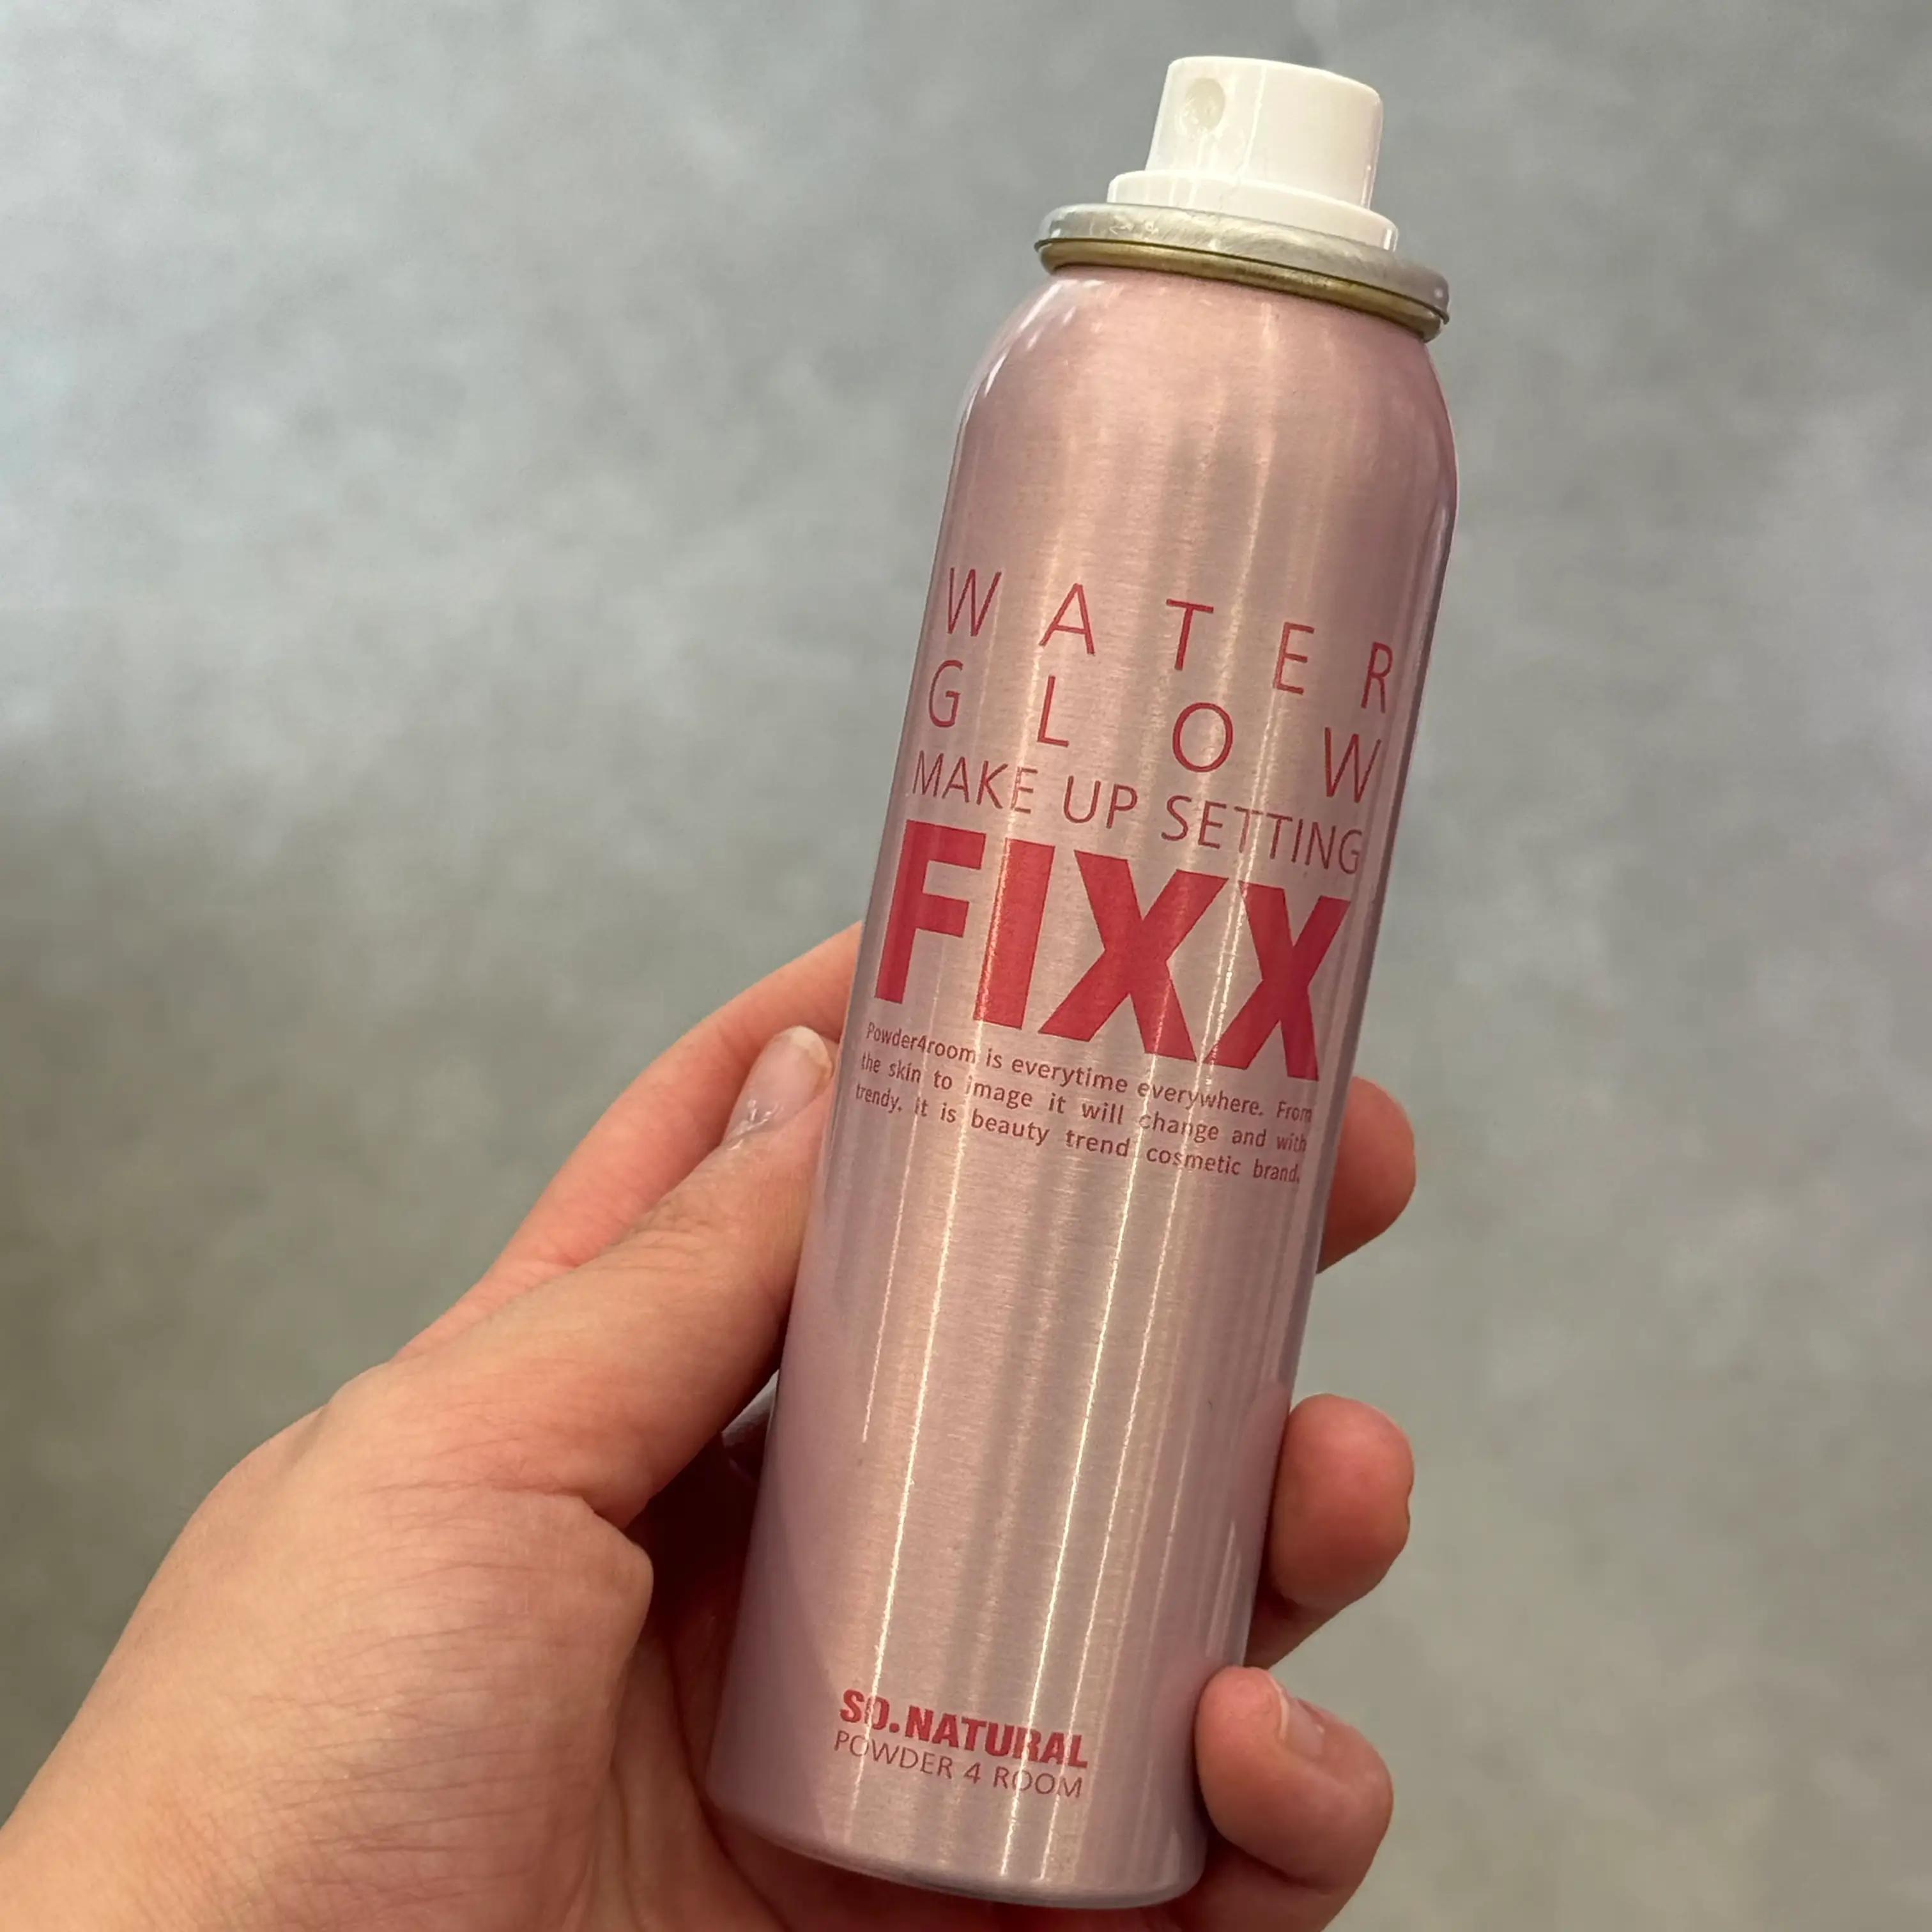 WATER
GLOW
MAKE UP SETTING
FIXX
Powder4room is everytime everywhere. From
the skin to image it will change and with
trendy. it is beauty trend cosmetic brand.
SO.NATURAL
POWDER 4 ROOM